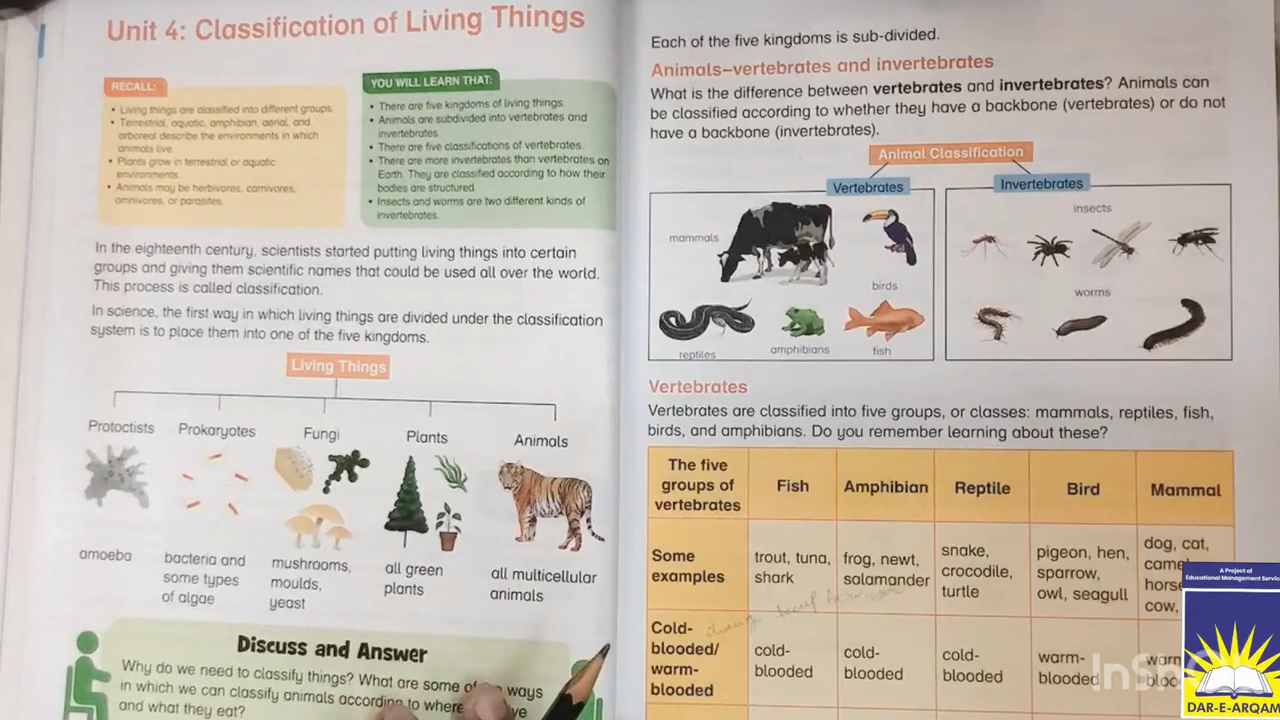 Unit 4: Classification of Living Things
RECALL:
• Living things are classified into different groups.
• Terrestrial, aquatic, amphibian, aerial, and
arboreal describe the environments in which
animals live.
• Plants grow in terrestrial or aquatic
environments.
• Animals may be herbivores, carnivores,
omnivores, or parasites.
YOU WILL LEARN THAT:
• There are five kingdoms of living things.
• Animals are subdivided into vertebrates and
invertebrates.
• There are five classifications of vertebrates.
• There are more invertebrates than vertebrates on
Earth. They are classified according to how their
bodies are structured.
• Insects and worms are two different kinds of
invertebrates.
In the eighteenth century, scientists started putting living things into certain
groups and giving them scientific names that could be used all over the world.
This process is called classification.
In science, the first way in which living things are divided under the classification
system is to place them into one of the five kingdoms.
Living Things
Protoctists
Prokaryotes
Fungi
Plants
Animals
amoeba
bacteria and
some types
of algae
mushrooms,
moulds,
yeast
all green
plants
all multicellular
animals
Discuss and Answer
Why do we need to classify things? What are some of ways
in which we can classify animals according to where
and what they eat?
Each of the five kingdoms is sub-divided.
Animals–vertebrates and invertebrates
What is the difference between vertebrates and invertebrates? Animals can
be classified according to whether they have a backbone (vertebrates) or do not
have a backbone (invertebrates).
Animal Classification
Vertebrates
Invertebrates
mammals
birds
reptiles
amphibians
fish
insects
worms
Vertebrates
Vertebrates are classified into five groups, or classes: mammals, reptiles, fish,
birds, and amphibians. Do you remember learning about these?
The five
groups of
vertebrates
Fish
Amphibian
Reptile
Bird
Mammal
Some
examples
trout, tuna,
shark
frog, newt,
salamander
snake,
crocodile,
turtle
pigeon, hen,
sparrow,
owl, seagull
dog, cat,
camel
horse
cow,
change
Cold-
blooded/
warm-
blooded
cold-
blooded
cold-
blooded
cold-
blooded
warm-
blooded
warm
A Project of
Educational Management Service
DAR-E-ARQAM